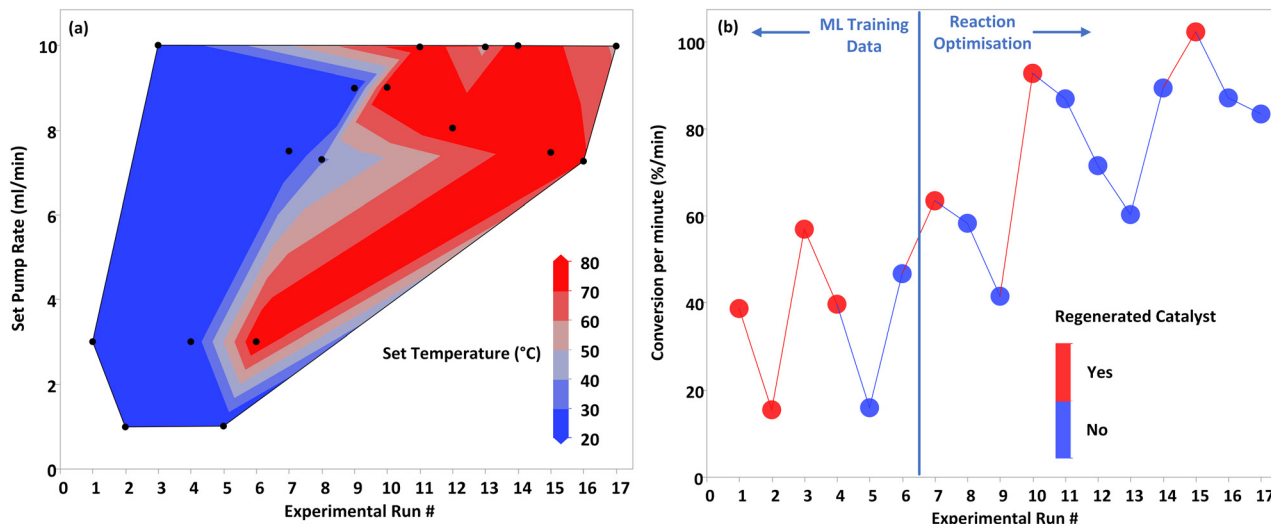 (a)
10
8
6
4
2
0
Set Pump Rate (ml/min)
0 1 2 3 4 5 6 7 8 9 10 11 12 13 14 15 16 17
Experimental Run #
Set Temperature (°C)
80
70
60
50
40
30
20
(b)
ML Training
Data
Reaction
Optimisation
100
80
60
40
20
0
Conversion per minute (%/min)
Regenerated Catalyst
Yes
No
0 1 2 3 4 5 6 7 8 9 10 11 12 13 14 15 16 17
Experimental Run #